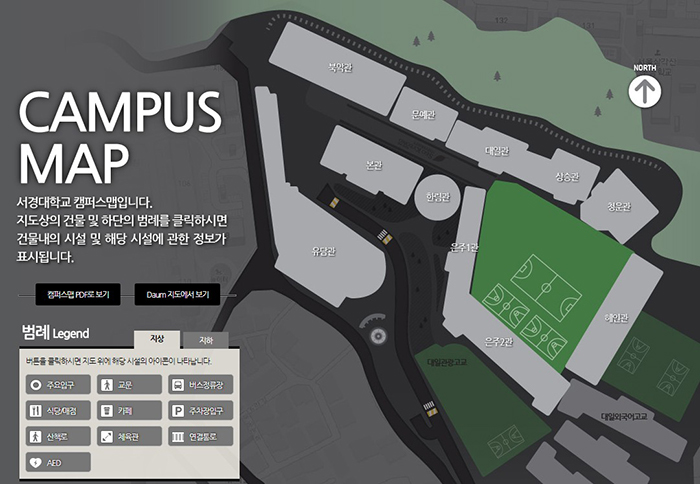 CAMPUS
MAP
서경대학교 캠퍼스맵입니다.
지도상의 건물 및 하단의 범례를 클릭하시면
건물내의 시설 및 해당 시설에 관한 정보가
표시됩니다.
캠퍼스맵 PDF로 보기
Daum 지도에서 보기
범례 Legend
지상
지하
버튼을 클릭하시면 지도 위에 해당 시설의 아이콘이 나타납니다.
주요입구
교문
버스정류장
식당/매점
카페
P 주차장입구
산책로
체육관
연결통로
AED
NORTH
북악관
문예관
대일관
상승관
청운관
본관
한림관
유담관
은주1관
은주2관
혜인관
대일관광고교
대일외국어고교